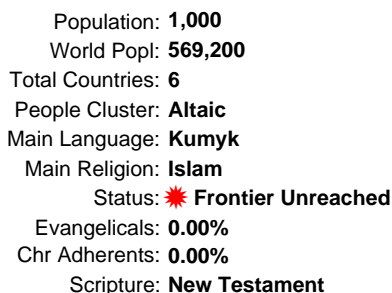 Population: 1,000
World Popl: 569,200
Total Countries: 6
People Cluster: Altaic
Main Language: Kumyk
Main Religion: Islam
Status: Frontier Unreached
Evangelicals: 0.00%
Chr Adherents: 0.00%
Scripture: New Testament